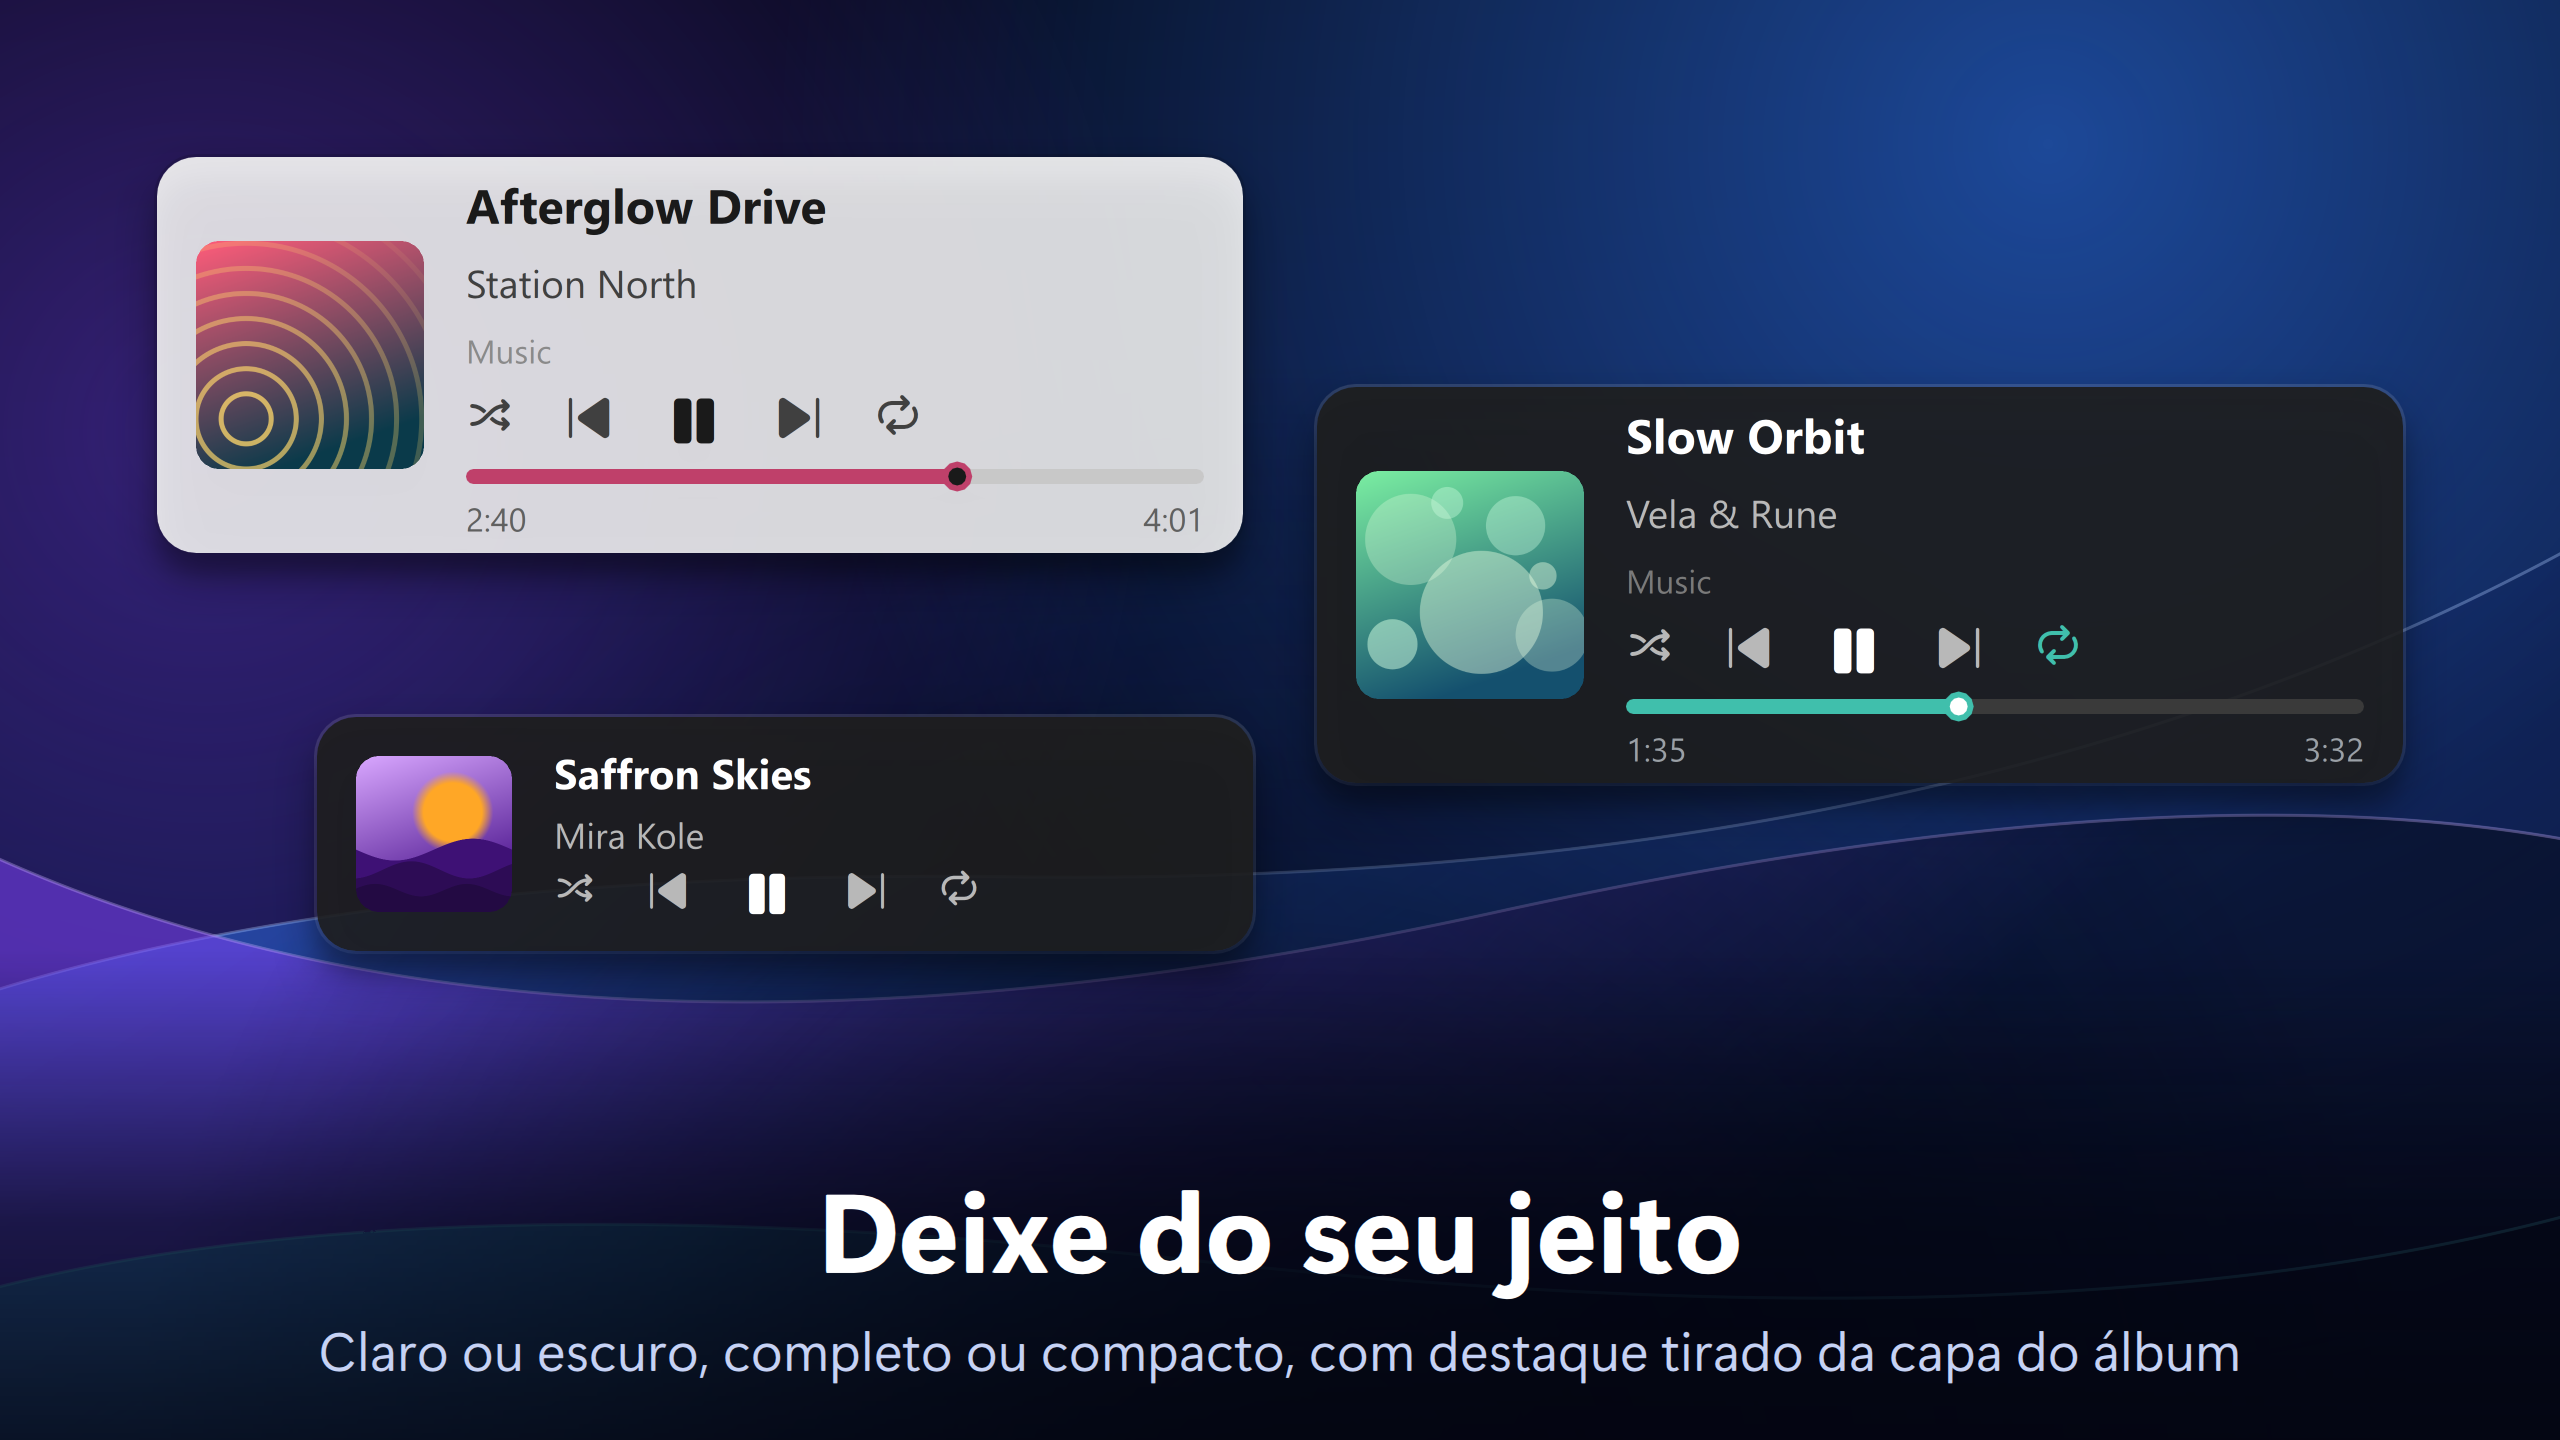 Afterglow Drive
Station North
Music
2:40 4:01
Slow Orbit
Vela & Rune
Music
1:35 3:32
Saffron Skies
Mira Kole
Deixe do seu jeito
Claro ou escuro, completo ou compacto, com destaque tirado da capa do álbum